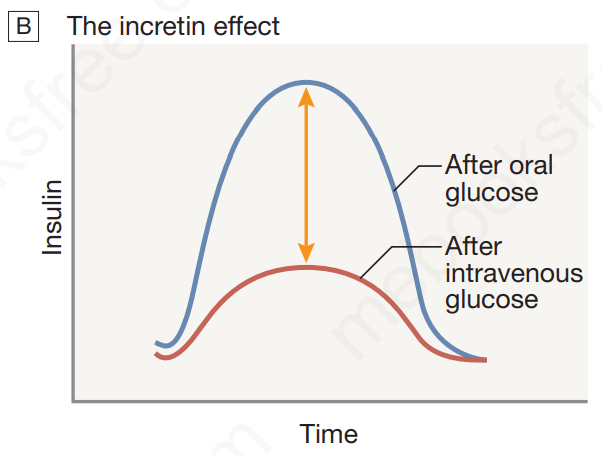 B The incretin effect
After oral
glucose
After
intravenous
glucose
Insulin
Time